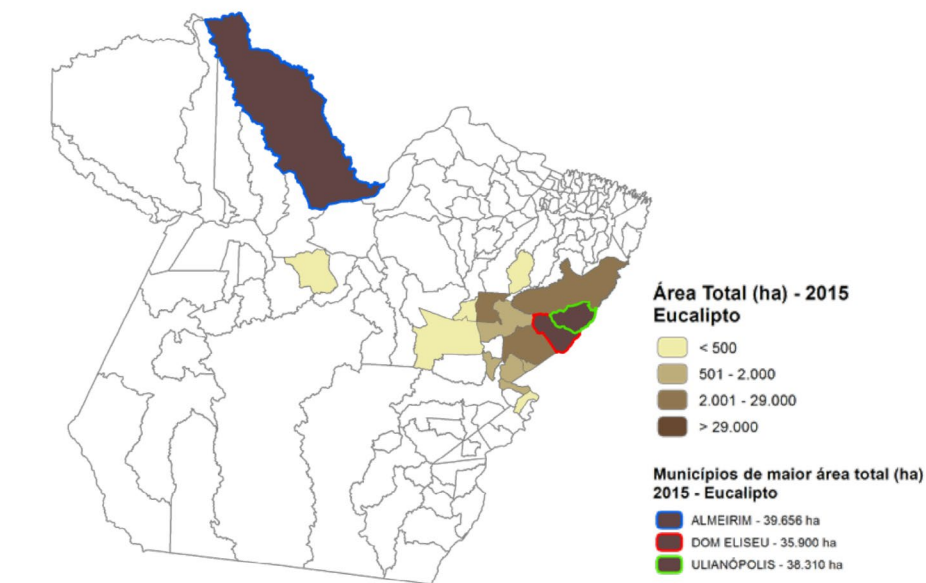 Área Total (ha) - 2015
Eucalipto
< 500
501 - 2.000
2.001 - 29.000
> 29.000
Municípios de maior área total (ha)
2015 - Eucalipto
ALMEIRIM - 39.656 ha
DOM ELISEU - 35.900 ha
ULIANÓPOLIS - 38.310 ha